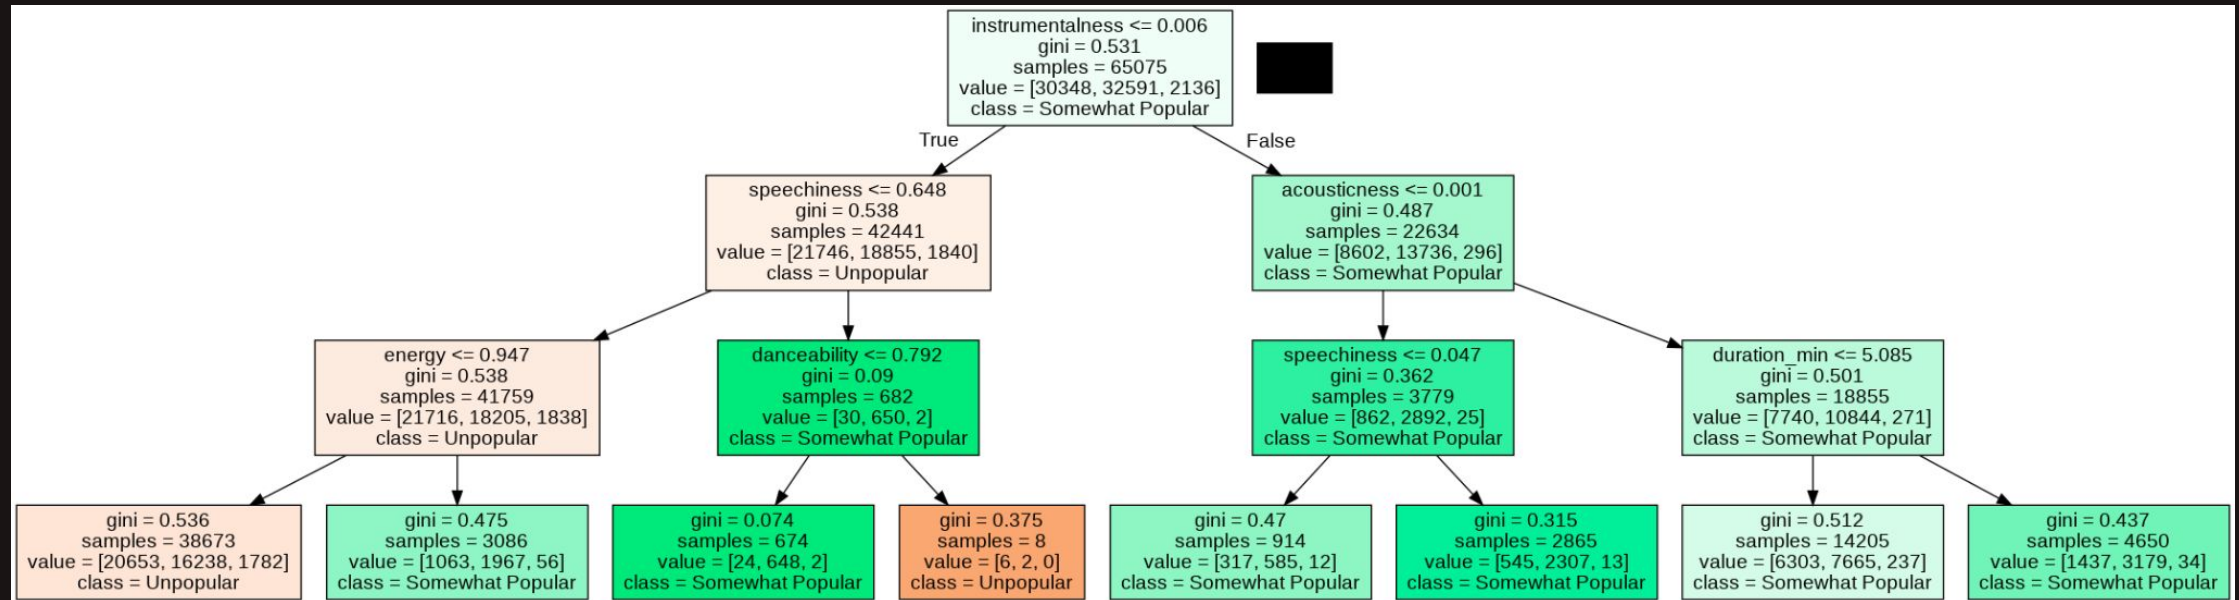 instrumentalness <= 0.006
gini = 0.531
samples = 65075
value = [30348, 32591, 2136]
class = Somewhat Popular
True
False
speechiness <= 0.648
gini = 0.538
samples = 42441
value = [21746, 18855, 1840]
class = Unpopular
acousticness <= 0.001
gini = 0.487
samples = 22634
value = [8602, 13736, 296]
class = Somewhat Popular
energy <= 0.947
gini = 0.538
samples = 41759
value = [21716, 18205, 1838]
class = Unpopular
danceability <= 0.792
gini = 0.09
samples = 682
value = [30, 650, 2]
class = Somewhat Popular
speechiness <= 0.047
gini = 0.362
samples = 3779
value = [862, 2892, 25]
class = Somewhat Popular
duration_min <= 5.085
gini = 0.501
samples = 18855
value = [7740, 10844, 271]
class = Somewhat Popular
gini = 0.536
samples = 38673
value = [20653, 16238, 1782]
class = Unpopular
gini = 0.475
samples = 3086
value = [1063, 1967, 56]
class = Somewhat Popular
gini = 0.074
samples = 674
value = [24, 648, 2]
class = Somewhat Popular
gini = 0.375
samples = 8
value = [6, 2, 0]
class = Unpopular
gini = 0.47
samples = 914
value = [317, 585, 12]
class = Somewhat Popular
gini = 0.315
samples = 2865
value = [545, 2307, 13]
class = Somewhat Popular
gini = 0.512
samples = 14205
value = [6303, 7665, 237]
class = Somewhat Popular
gini = 0.437
samples = 4650
value = [1437, 3179, 34]
class = Somewhat Popular